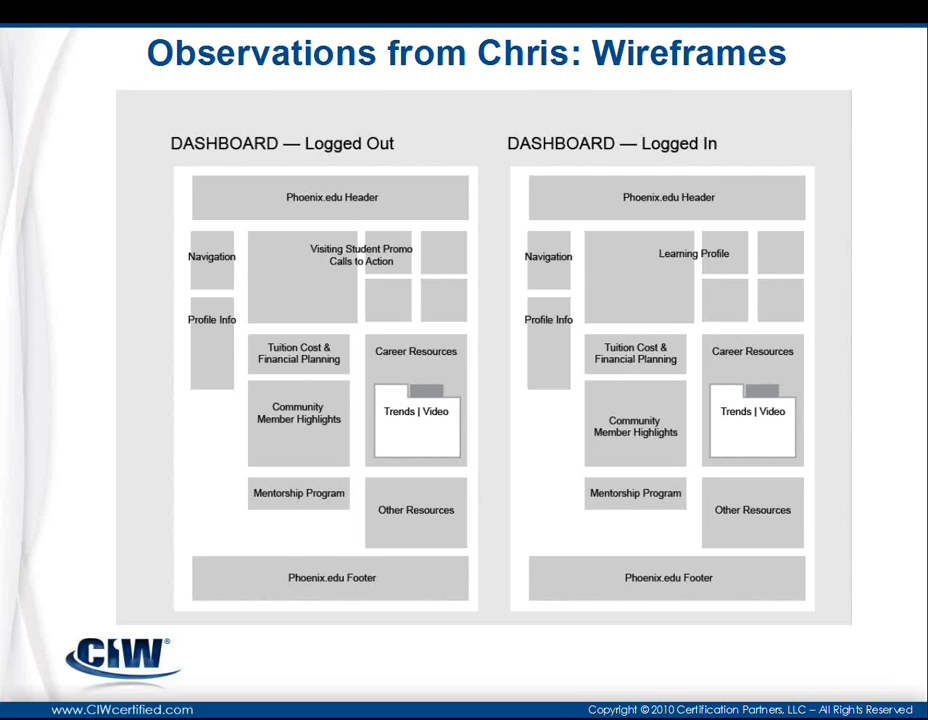 Observations from Chris: Wireframes
DASHBOARD — Logged Out
Phoenix.edu Header
Navigation
Visiting Student Promo
Calls to Action
Profile Info
Tuition Cost &
Financial Planning
Career Resources
Community
Member Highlights
Trends | Video
Mentorship Program
Other Resources
Phoenix.edu Footer
DASHBOARD — Logged In
Phoenix.edu Header
Navigation
Learning Profile
Profile Info
Tuition Cost &
Financial Planning
Career Resources
Community
Member Highlights
Trends | Video
Mentorship Program
Other Resources
Phoenix.edu Footer
CIW®
www.CIWcertified.com
Copyright © 2010 Certification Partners, LLC – All Rights Reserved